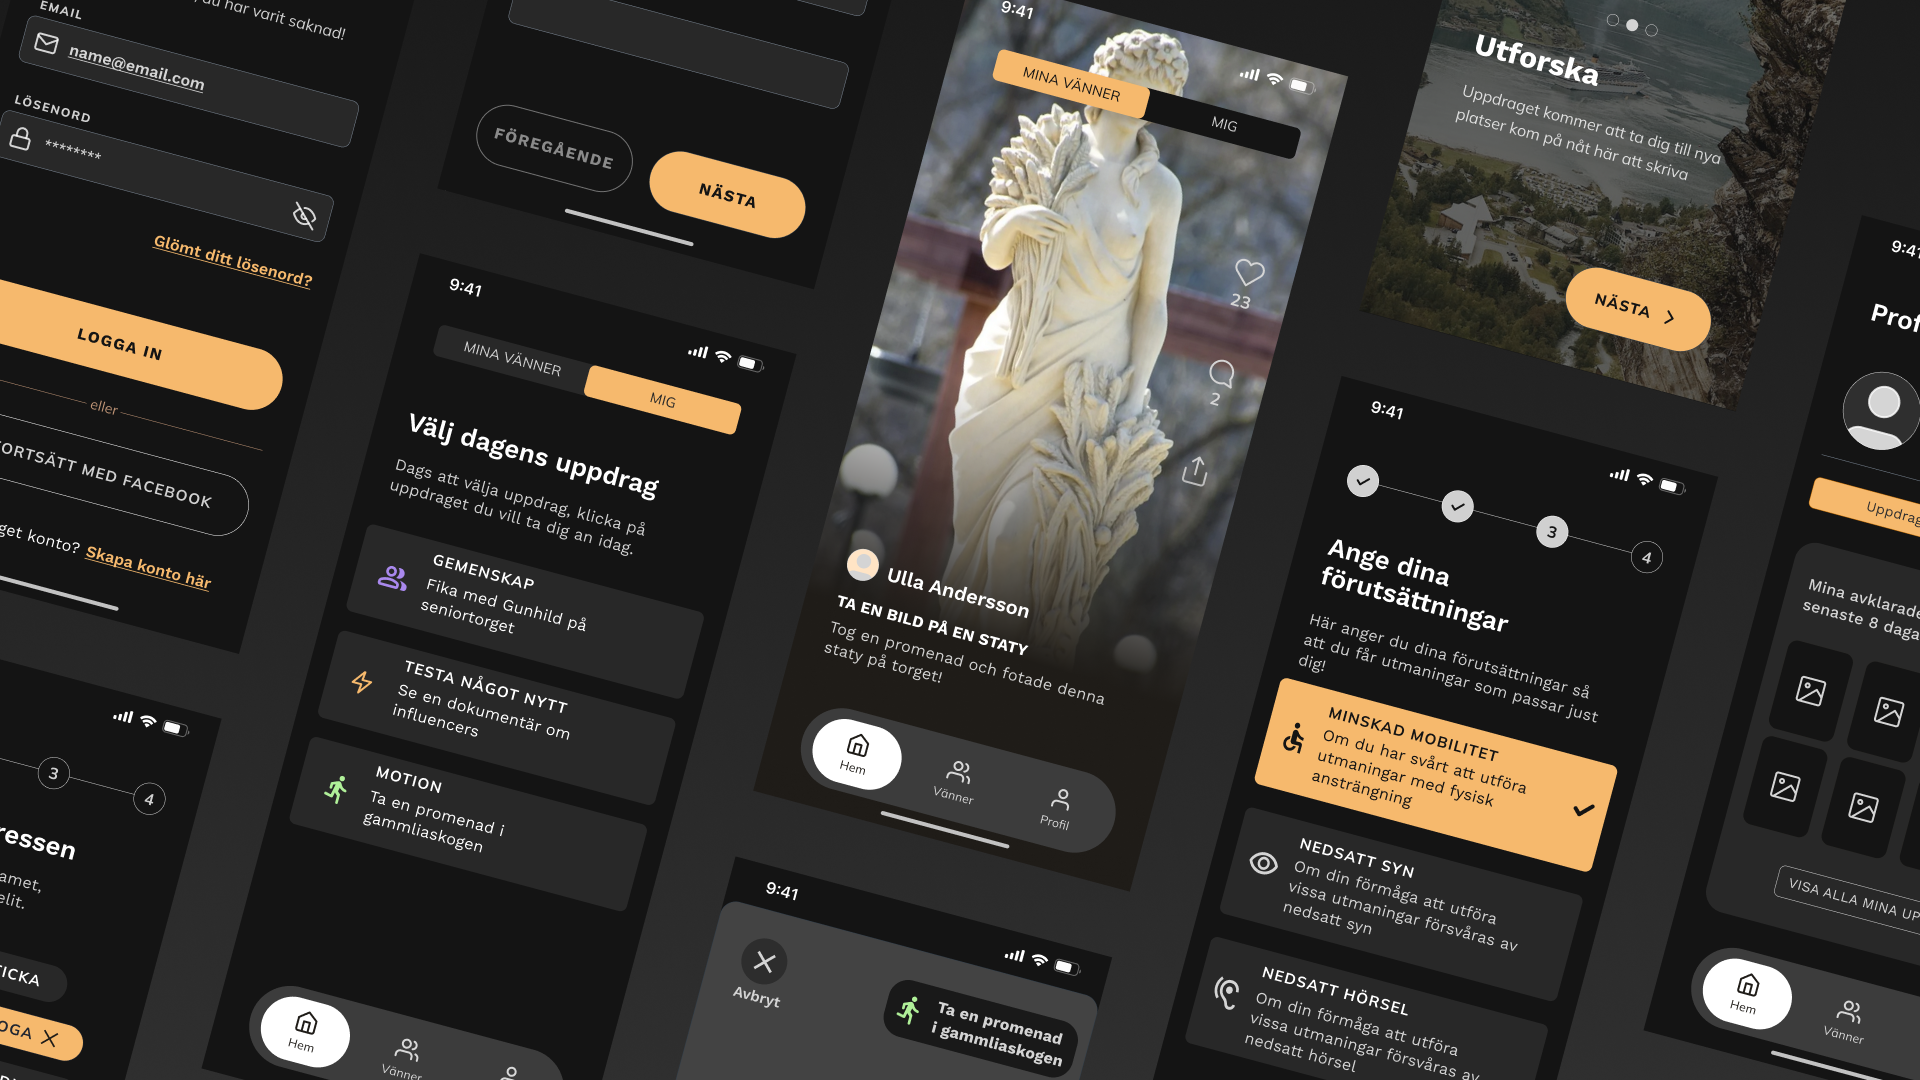 du har varit saknad!
EMAIL
name@email.com
LÖSENORD
********
Glömt ditt lösenord?
LOGGA IN
eller
FORTSÄTT MED FACEBOOK
get konto? Skapa konto här
3
4
ressen
amet,
elit.
TICKA
OGA
FÖREGÅENDE
NÄSTA
9:41
MINA VÄNNER
MIG
Välj dagens uppdrag
Dags att välja uppdrag, klicka på
uppdraget du vill ta dig an idag.
GEMENSKAP
Fika med Gunhild på
seniortorget
TESTA NÅGOT NYTT
Se en dokumentär om
influencers
MOTION
Ta en promenad i
gammliaskogen
Hem
Vänner
9:41
MINA VÄNNER
MIG
23
2
Ulla Andersson
TA EN BILD PÅ EN STATY
Tog en promenad och fotade denna
staty på torget!
Hem
Vänner
Profil
9:41
Avbryt
Ta en promenad
i gammliaskogen
Utforska
Uppdraget kommer att ta dig till nya
platser kom på nåt här att skriva
NÄSTA
9:41
3
4
Ange dina
förutsättningar
Här anger du dina förutsättningar så
att du får utmaningar som passar just
dig!
MINSKAD MOBILITET
Om du har svårt att utföra
utmaningar med fysisk
ansträngning
NEDSATT SYN
Om din förmåga att utföra
vissa utmaningar försvåras av
nedsatt syn
NEDSATT HÖRSEL
Om din förmåga att utföra
vissa utmaningar försvåras av
nedsatt hörsel
9:41
Prof
Uppdrag
Mina avklarade
senaste 8 daga
VISA ALLA MINA UP
Hem
Vänner